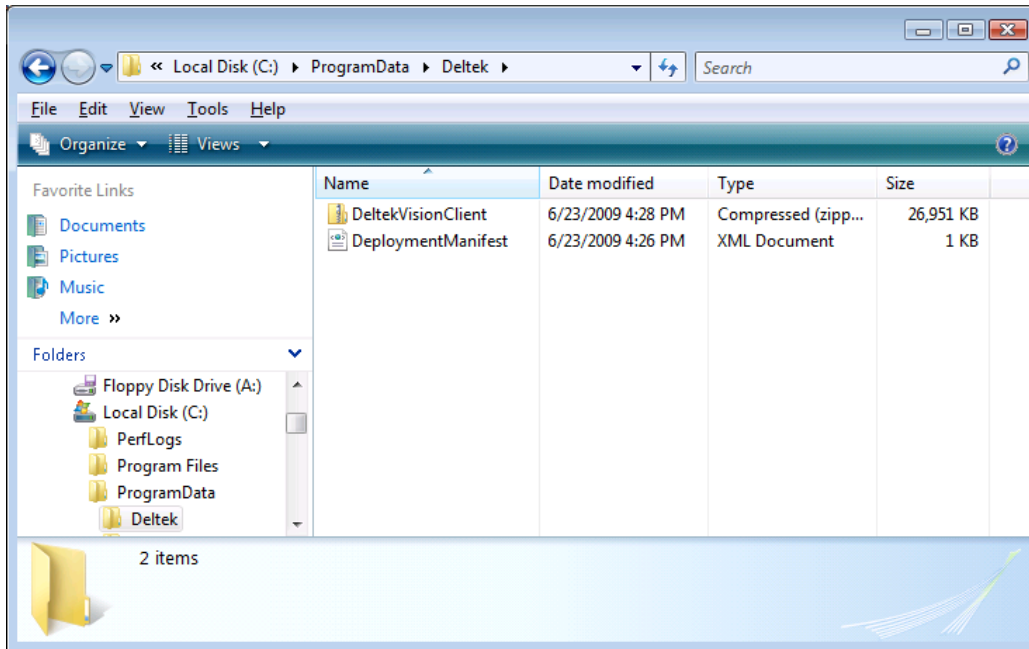 « Local Disk (C:) ▸ ProgramData ▸ Deltek ▸ Search
File Edit View Tools Help
Organize Views
Favorite Links
Documents
Pictures
Music
More »
Folders
Floppy Disk Drive (A:)
Local Disk (C:)
PerfLogs
Program Files
ProgramData
Deltek
Name Date modified Type Size
DeltekVisionClient 6/23/2009 4:28 PM Compressed (zipp... 26,951 KB
DeploymentManifest 6/23/2009 4:26 PM XML Document 1 KB
2 items